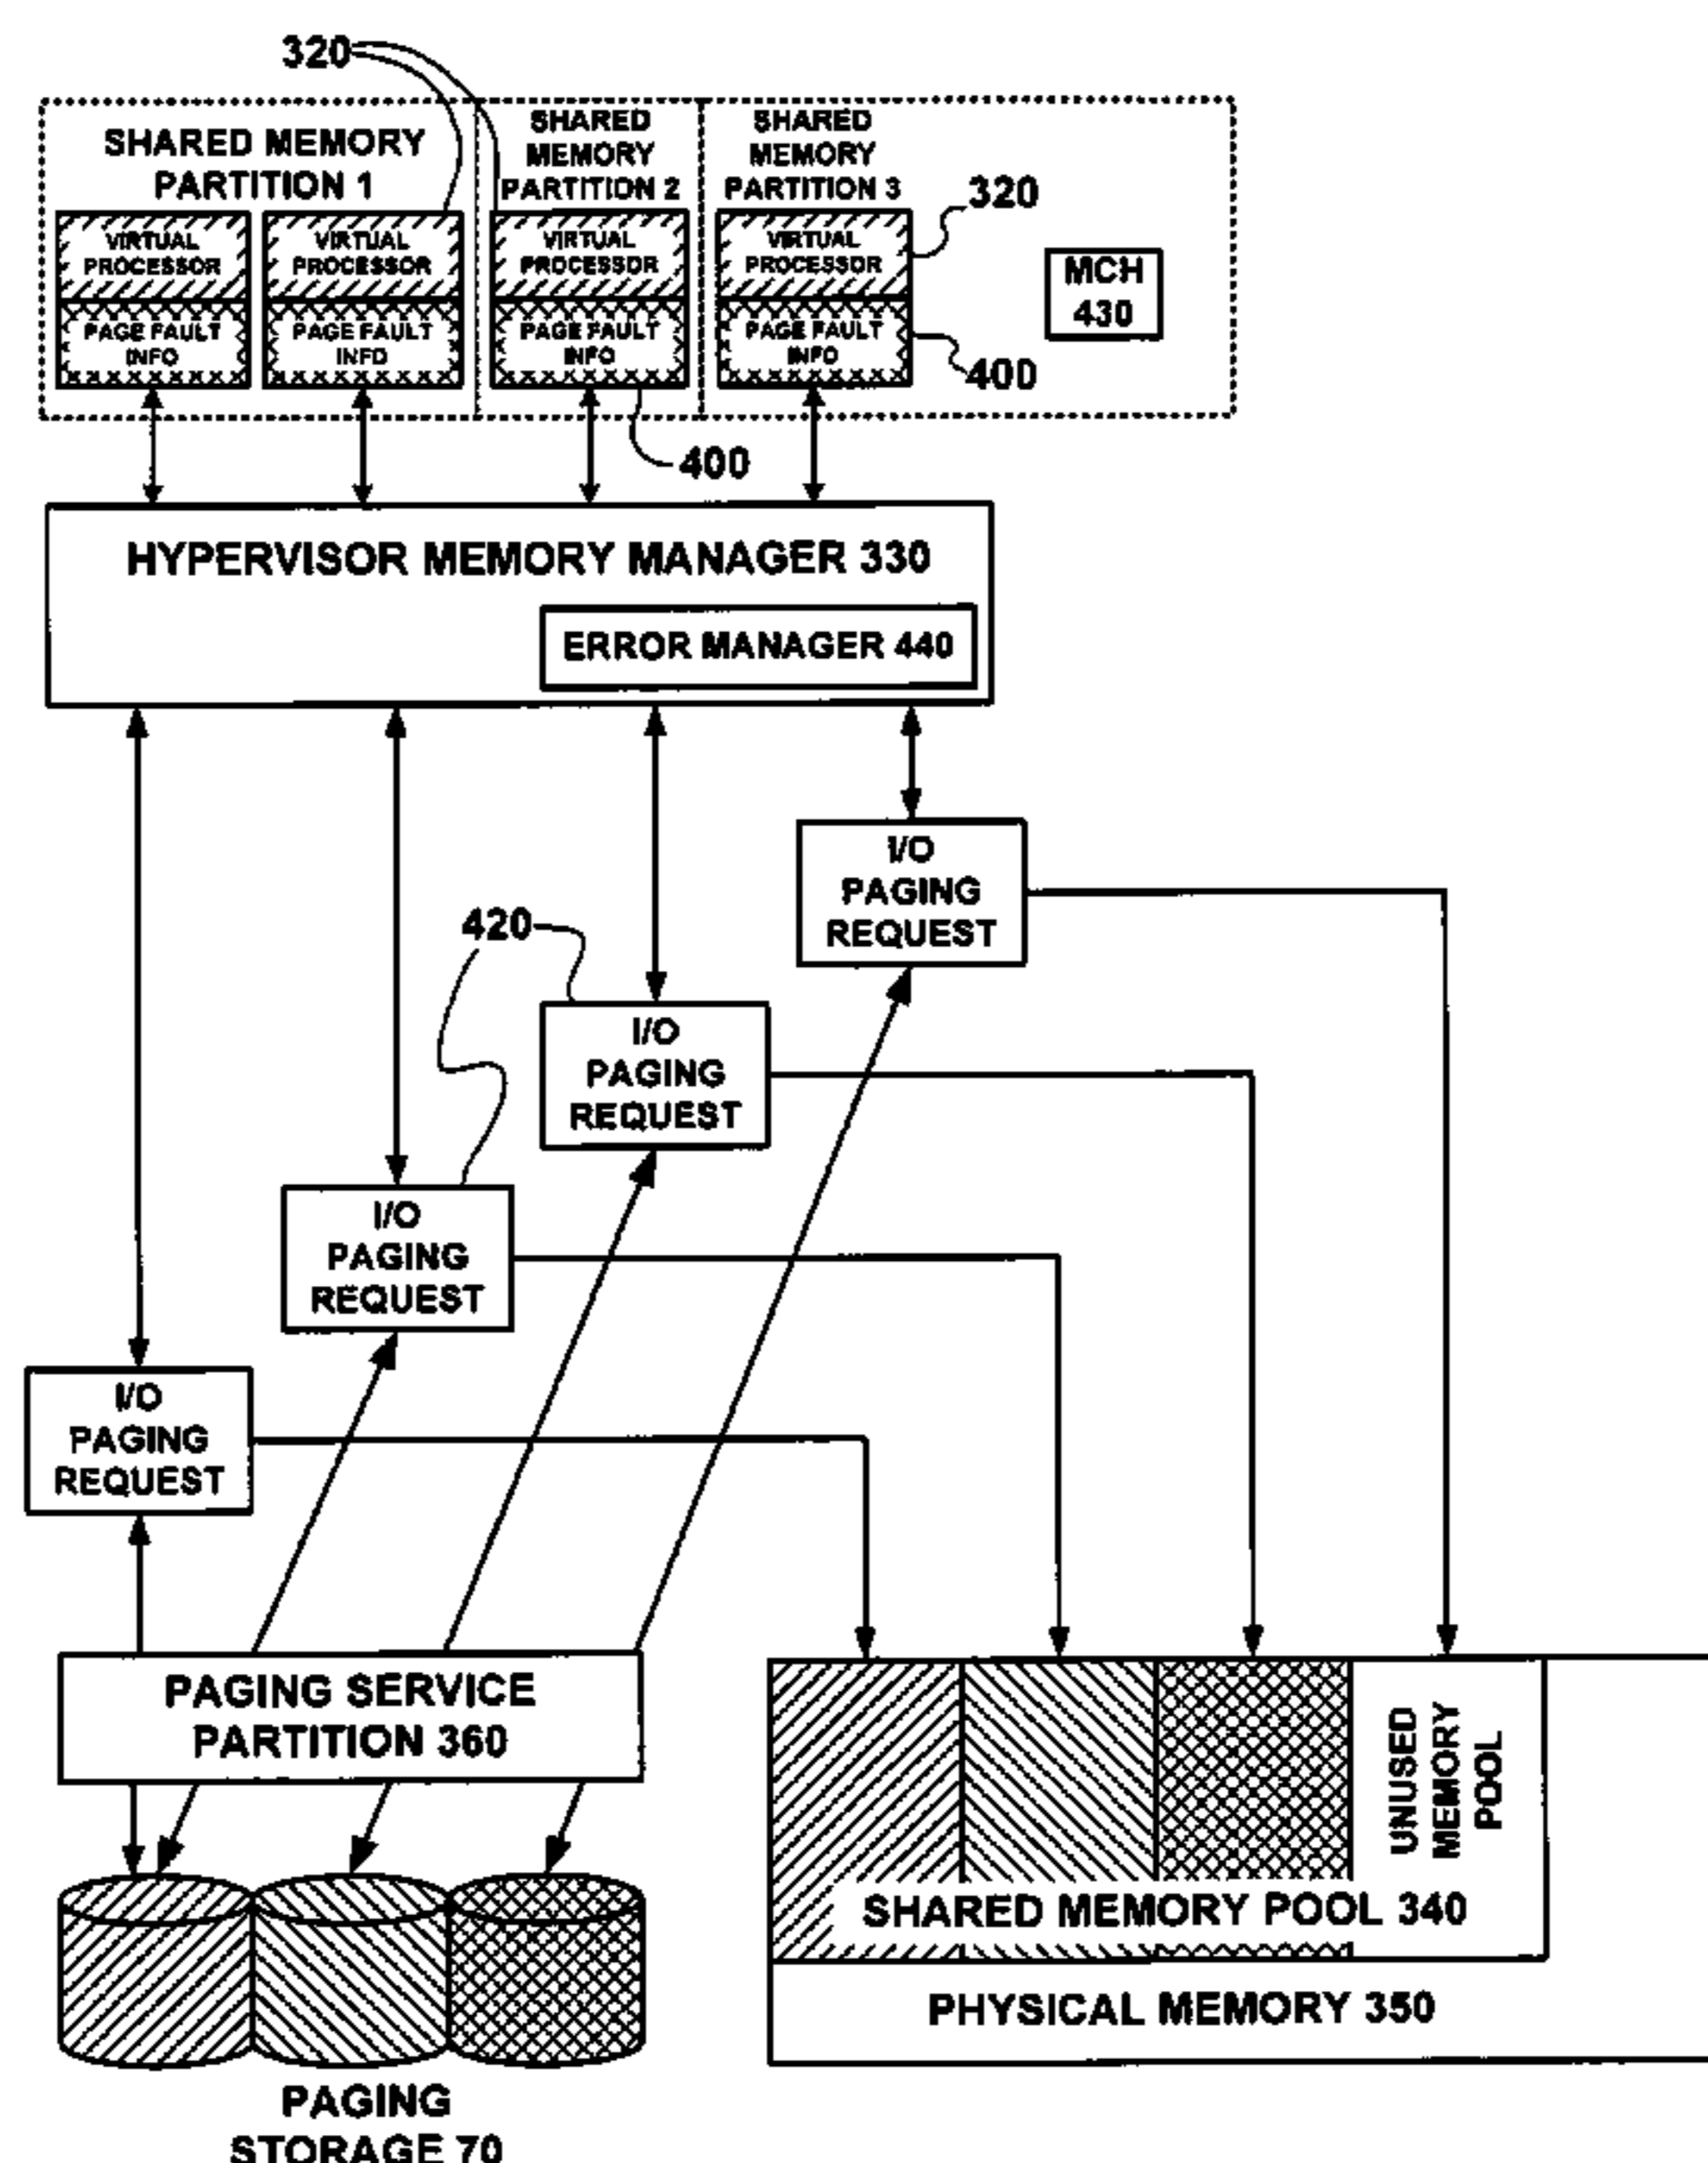 320
SHARED MEMORY
PARTITION 1
SHARED
MEMORY
PARTITION 2
SHARED
MEMORY
PARTITION 3
320
VIRTUAL
PROCESSOR
VIRTUAL
PROCESSOR
VIRTUAL
PROCESSOR
VIRTUAL
PROCESSOR
PAGE FAULT
INFO
PAGE FAULT
INFO
PAGE FAULT
INFO
PAGE FAULT
INFO
MCH
430
400
400
HYPERVISOR MEMORY MANAGER 330
ERROR MANAGER 440
I/O
PAGING
REQUEST
420
I/O
PAGING
REQUEST
I/O
PAGING
REQUEST
I/O
PAGING
REQUEST
PAGING SERVICE
PARTITION 360
UNUSED
MEMORY
POOL
SHARED MEMORY POOL 340
PHYSICAL MEMORY 350
PAGING
STORAGE 70